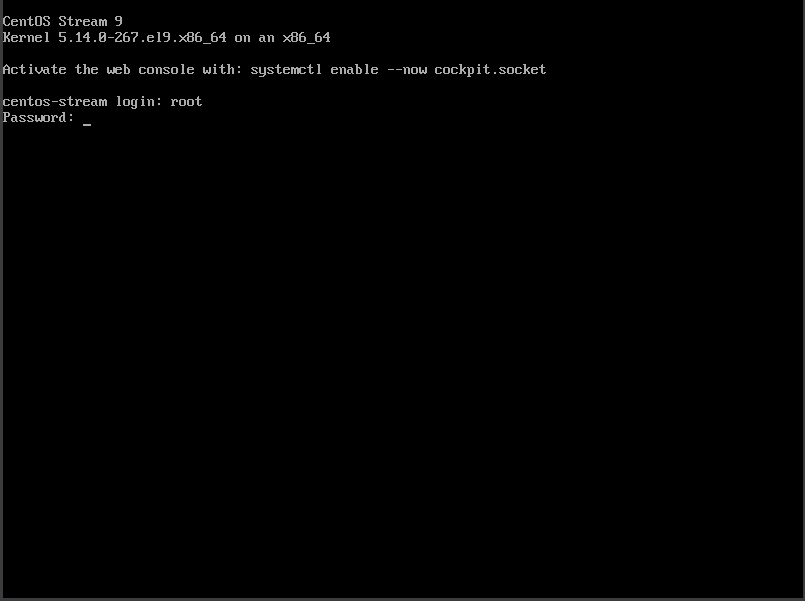 CentOS Stream 9
Kernel 5.14.0-267.el9.x86_64 on an x86_64
Activate the web console with: systemctl enable --now cockpit.socket
centos-stream login: root
Password: _